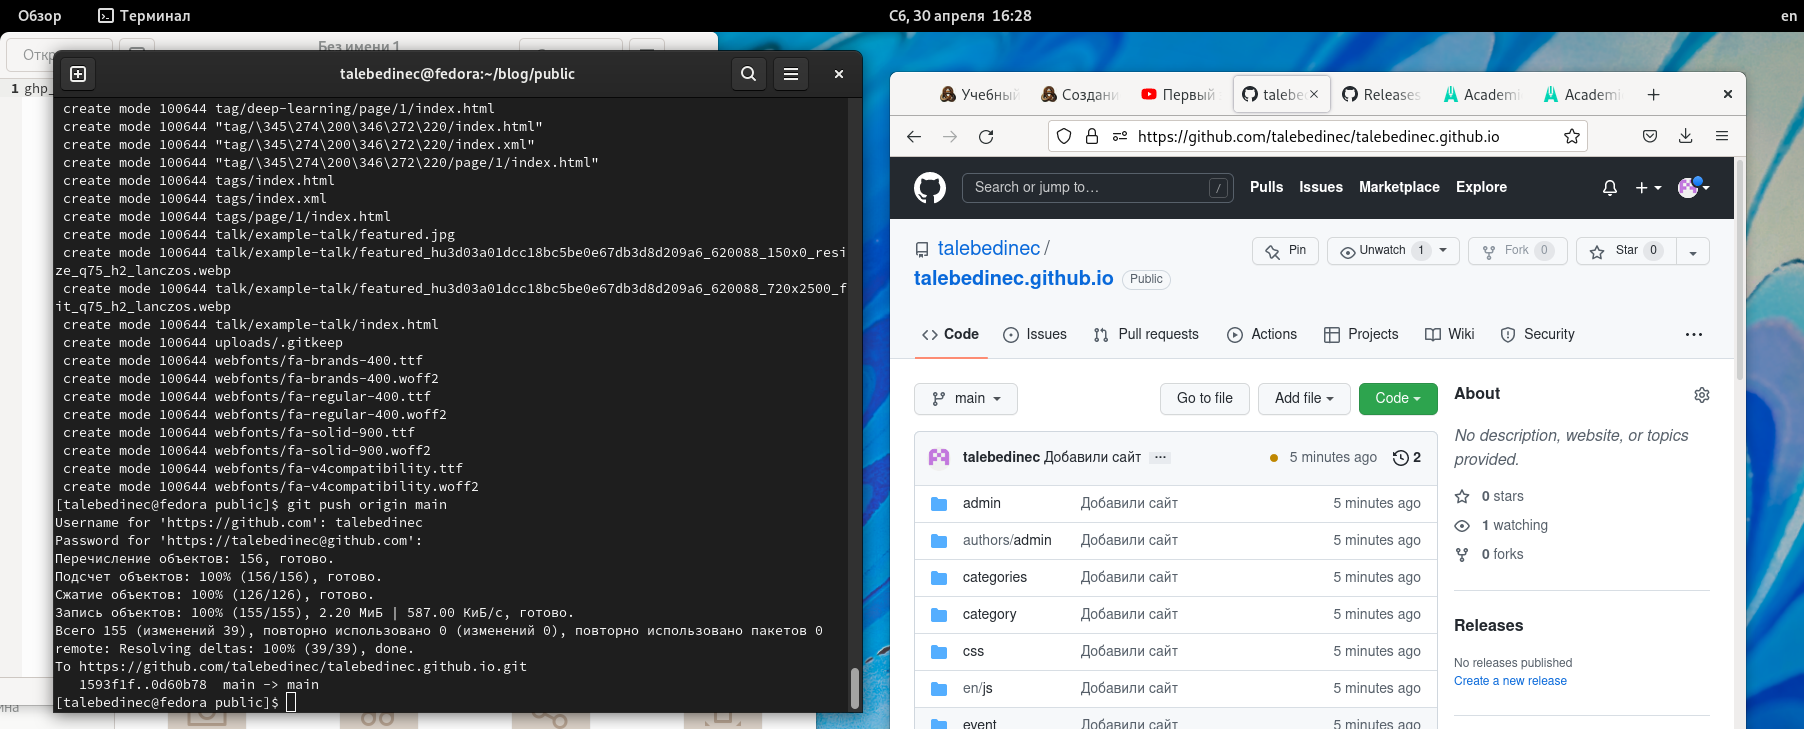 Обзор
Терминал
Сб, 30 апреля 16:28
en
Без имени 1
1 ghp_
talebedinec@fedora:~/blog/public
create mode 100644 tag/deep-learning/page/1/index.html
create mode 100644 "tag/\345\274\200\346\272\220/index.html"
create mode 100644 "tag/\345\274\200\346\272\220/index.xml"
create mode 100644 "tag/\345\274\200\346\272\220/page/1/index.html"
create mode 100644 tags/index.html
create mode 100644 tags/index.xml
create mode 100644 tags/page/1/index.html
create mode 100644 talk/example-talk/featured.jpg
create mode 100644 talk/example-talk/featured_hu3d03a01dcc18bc5be0e67db3d8d209a6_620088_150x0_resi
ze_q75_h2_lanczos.webp
create mode 100644 talk/example-talk/featured_hu3d03a01dcc18bc5be0e67db3d8d209a6_620088_720x2500_f
it_q75_h2_lanczos.webp
create mode 100644 talk/example-talk/index.html
create mode 100644 uploads/.gitkeep
create mode 100644 webfonts/fa-brands-400.ttf
create mode 100644 webfonts/fa-brands-400.woff2
create mode 100644 webfonts/fa-regular-400.ttf
create mode 100644 webfonts/fa-regular-400.woff2
create mode 100644 webfonts/fa-solid-900.ttf
create mode 100644 webfonts/fa-solid-900.woff2
create mode 100644 webfonts/fa-v4compatibility.ttf
create mode 100644 webfonts/fa-v4compatibility.woff2
[talebedinec@fedora public]$ git push origin main
Username for 'https://github.com': talebedinec
Password for 'https://talebedinec@github.com':
Перечисление объектов: 156, готово.
Подсчет объектов: 100% (156/156), готово.
Сжатие объектов: 100% (126/126), готово.
Запись объектов: 100% (155/155), 2.20 МиБ | 587.00 КиБ/с, готово.
Всего 155 (изменений 39), повторно использовано 0 (изменений 0), повторно использовано пакетов 0
remote: Resolving deltas: 100% (39/39), done.
To https://github.com/talebedinec/talebedinec.github.io.git
1593f1f..0d60b78 main -> main
[talebedinec@fedora public]$
Учебный
Создани
Первый
talebe
Releases
Academi
Academi
https://github.com/talebedinec/talebedinec.github.io
Search or jump to…
/
Pulls
Issues
Marketplace
Explore
talebedinec /
talebedinec.github.io
Public
Pin
Unwatch 1
Fork 0
Star 0
Code
Issues
Pull requests
Actions
Projects
Wiki
Security
main
Go to file
Add file
Code
talebedinec Добавили сайт
5 minutes ago
2
admin Добавили сайт 5 minutes ago
authors/admin Добавили сайт 5 minutes ago
categories Добавили сайт 5 minutes ago
category Добавили сайт 5 minutes ago
css Добавили сайт 5 minutes ago
en/js Добавили сайт 5 minutes ago
event Добавили сайт 5 minutes ago
About
No description, website, or topics
provided.
0 stars
1 watching
0 forks
Releases
No releases published
Create a new release